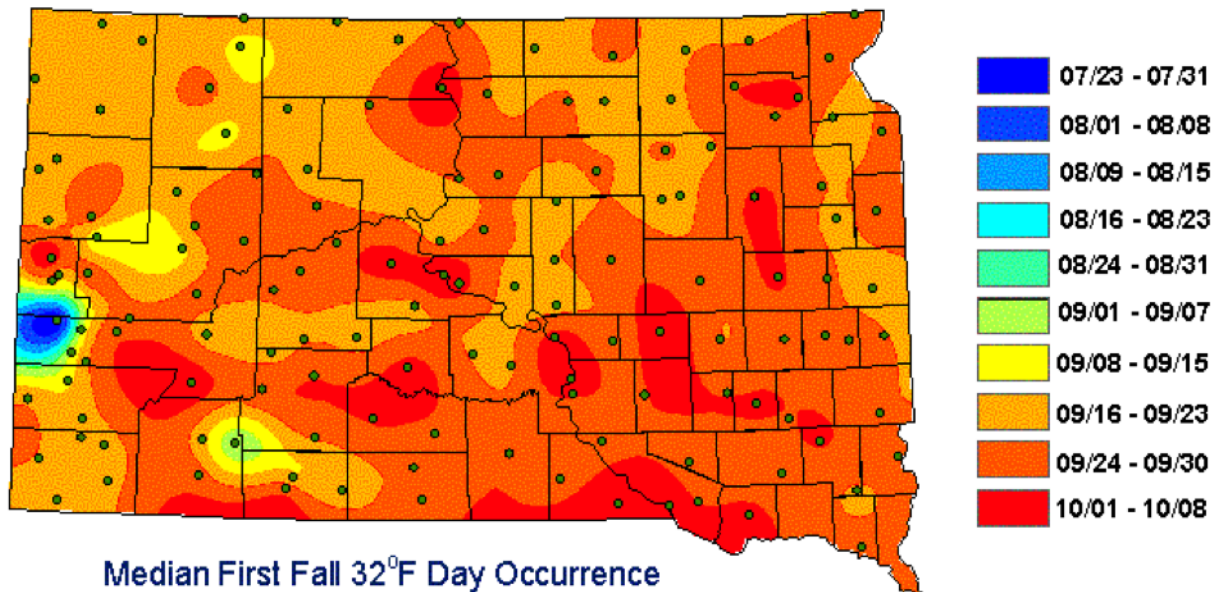 07/23 - 07/31
08/01 - 08/08
08/09 - 08/15
08/16 - 08/23
08/24 - 08/31
09/01 - 09/07
09/08 - 09/15
09/16 - 09/23
09/24 - 09/30
10/01 - 10/08
Median First Fall 32⁰F Day Occurrence